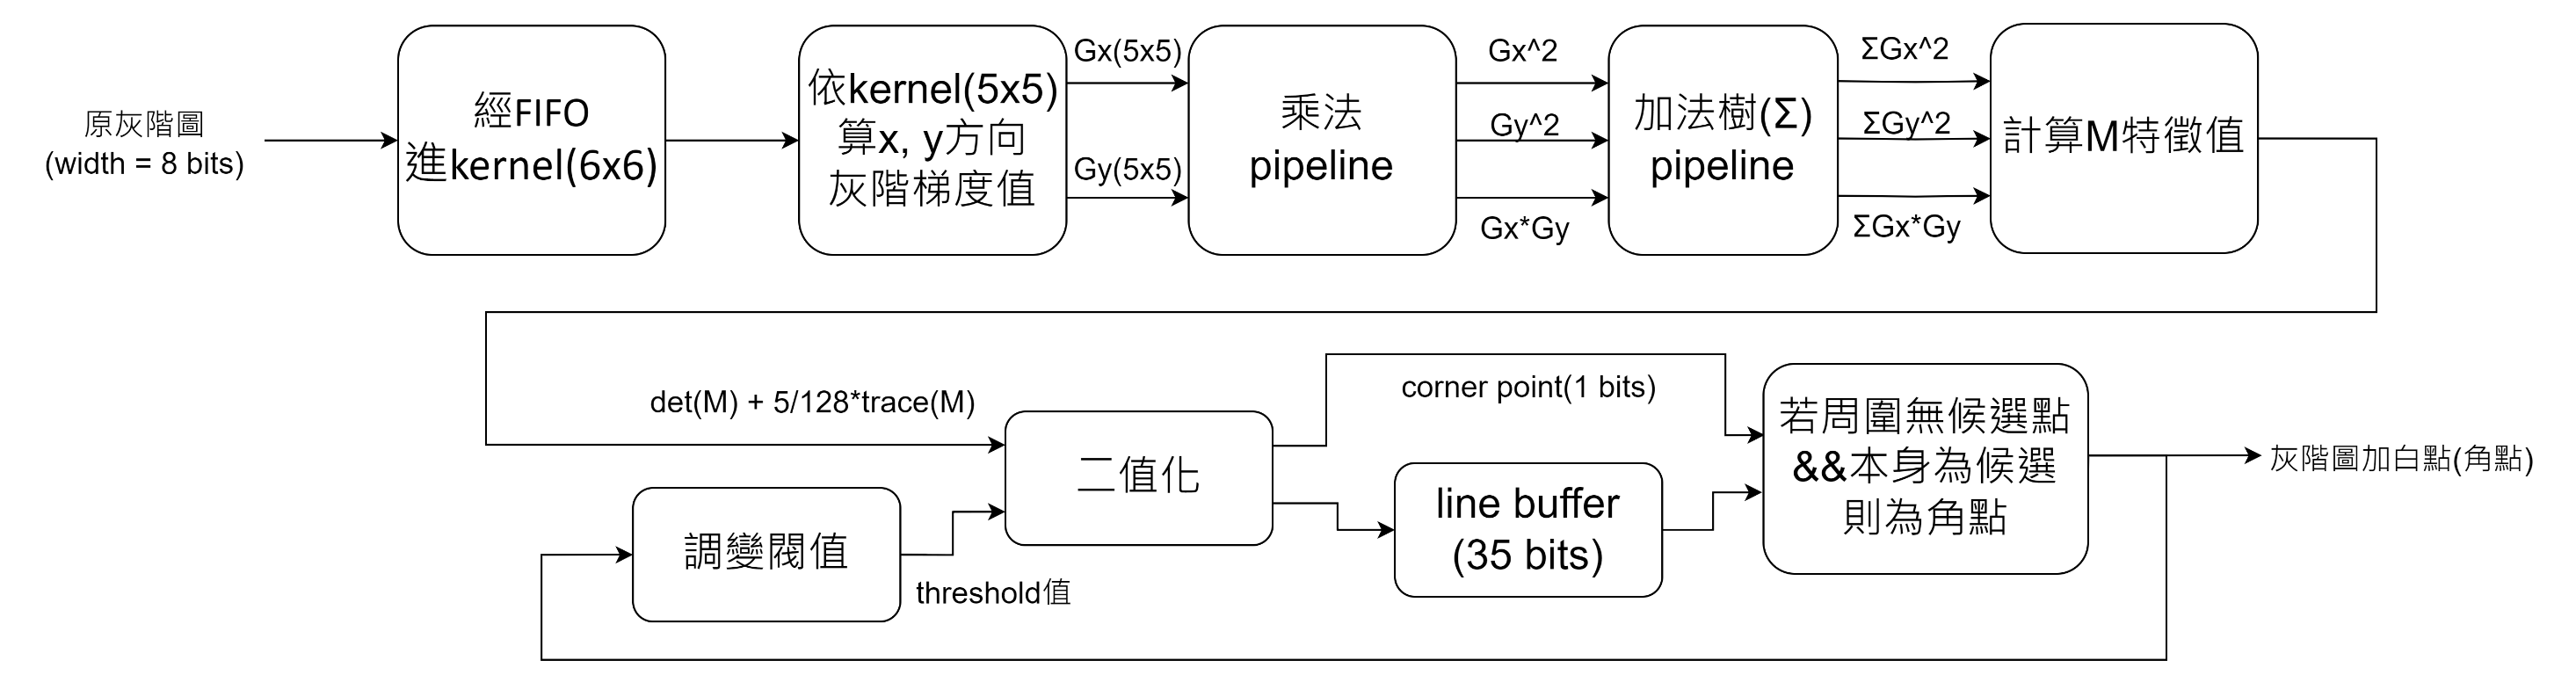 原灰階圖
(width = 8 bits)
經FIFO
進kernel(6x6)
依kernel(5x5)
算x, y方向
灰階梯度值
Gx(5x5)
Gy(5x5)
乘法
pipeline
Gx^2
Gy^2
Gx*Gy
加法樹(Σ)
pipeline
ΣGx^2
ΣGy^2
ΣGx*Gy
計算M特徵值
det(M) + 5/128*trace(M)
調變閥值
threshold值
二值化
corner point(1 bits)
line buffer
(35 bits)
若周圍無候選點
&&本身為候選
則為角點
灰階圖加白點(角點)